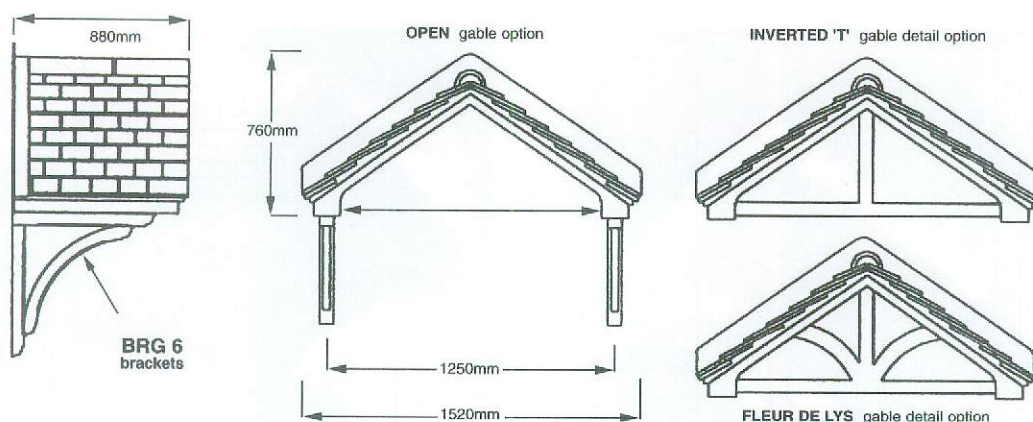 880mm
BRG 6
brackets
OPEN gable option
760mm
1250mm
1520mm
INVERTED 'T' gable detail option
FLEUR DE LYS gable detail option